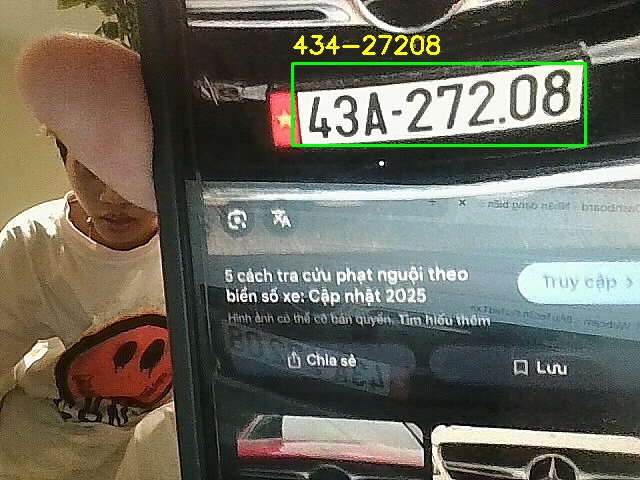 434-27208
43A-272.08
5 cách tra cứu phạt nguội theo
biển số xe: Cập nhật 2025
Truy cập >
Hình ảnh có thể có bản quyền. Tìm hiểu thêm
Chia sẻ
Lưu